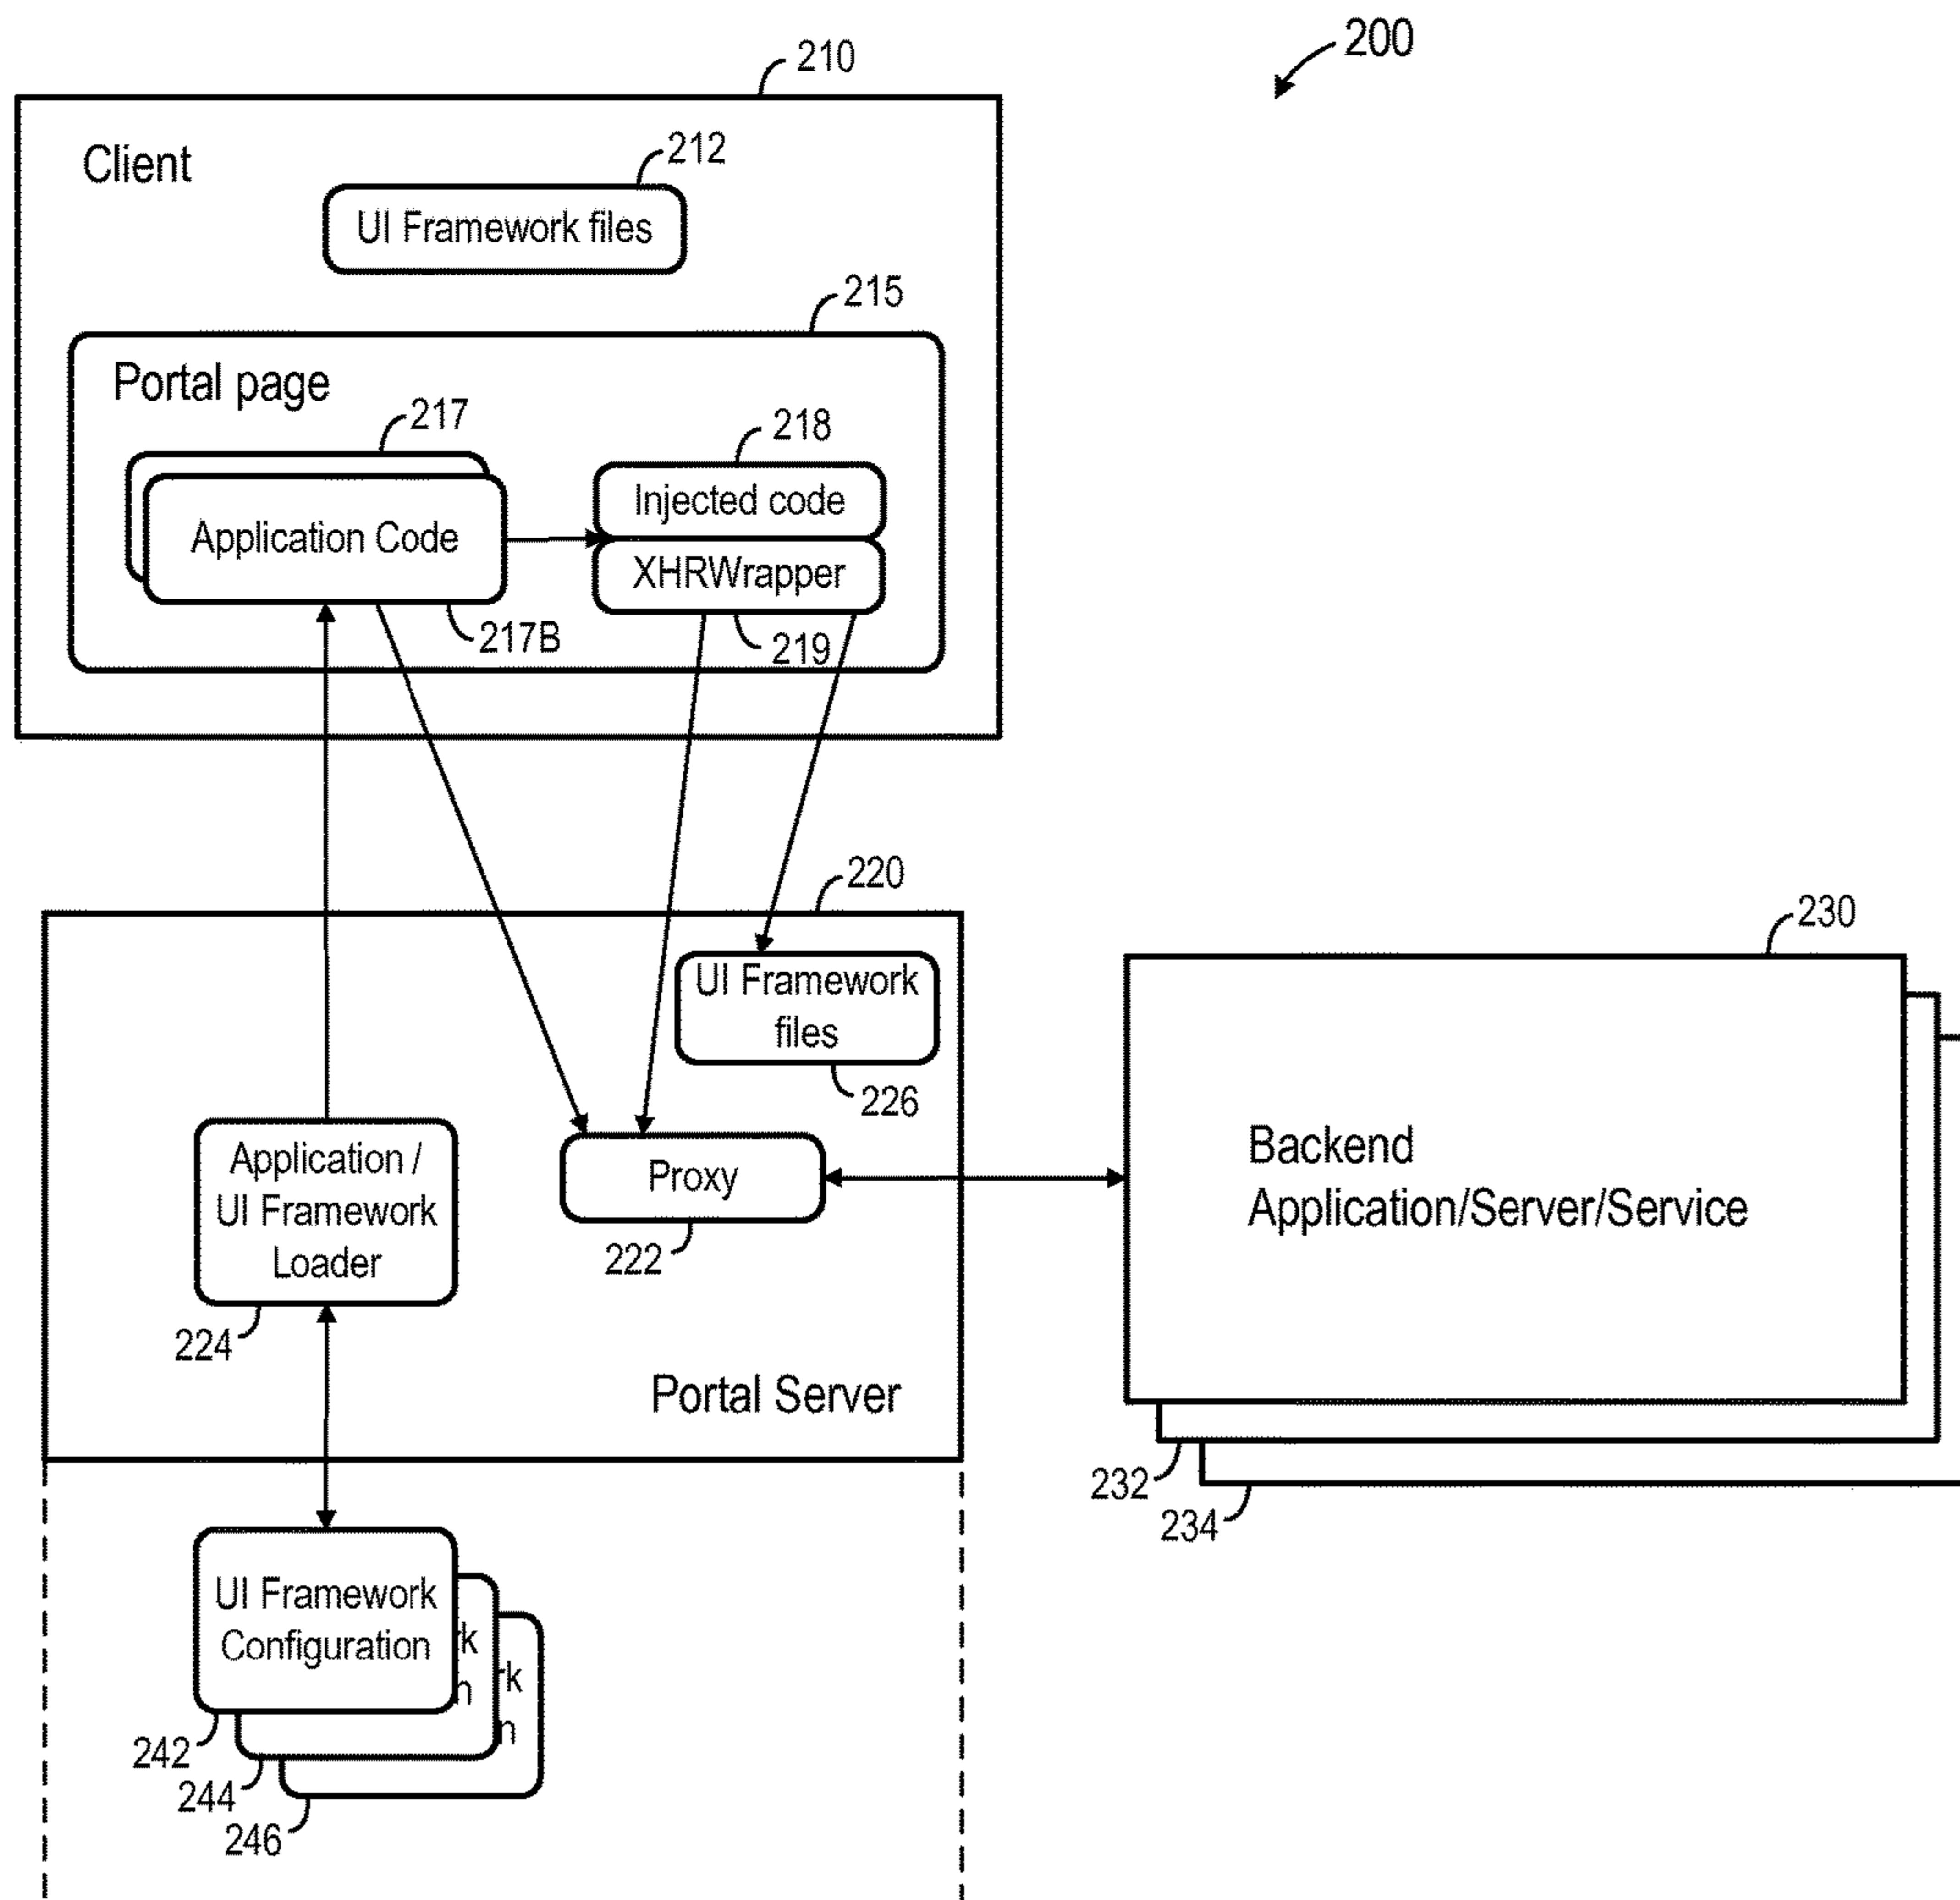 200
210
Client
212
UI Framework files
215
Portal page
217
218
Injected code
Application Code
XHRWrapper
217B
219
220
230
UI Framework
files
226
Application /
UI Framework
Loader
Proxy
Backend
Application/Server/Service
222
224
Portal Server
232
234
UI Framework
Configuration
rk
n
rk
n
242
244
246